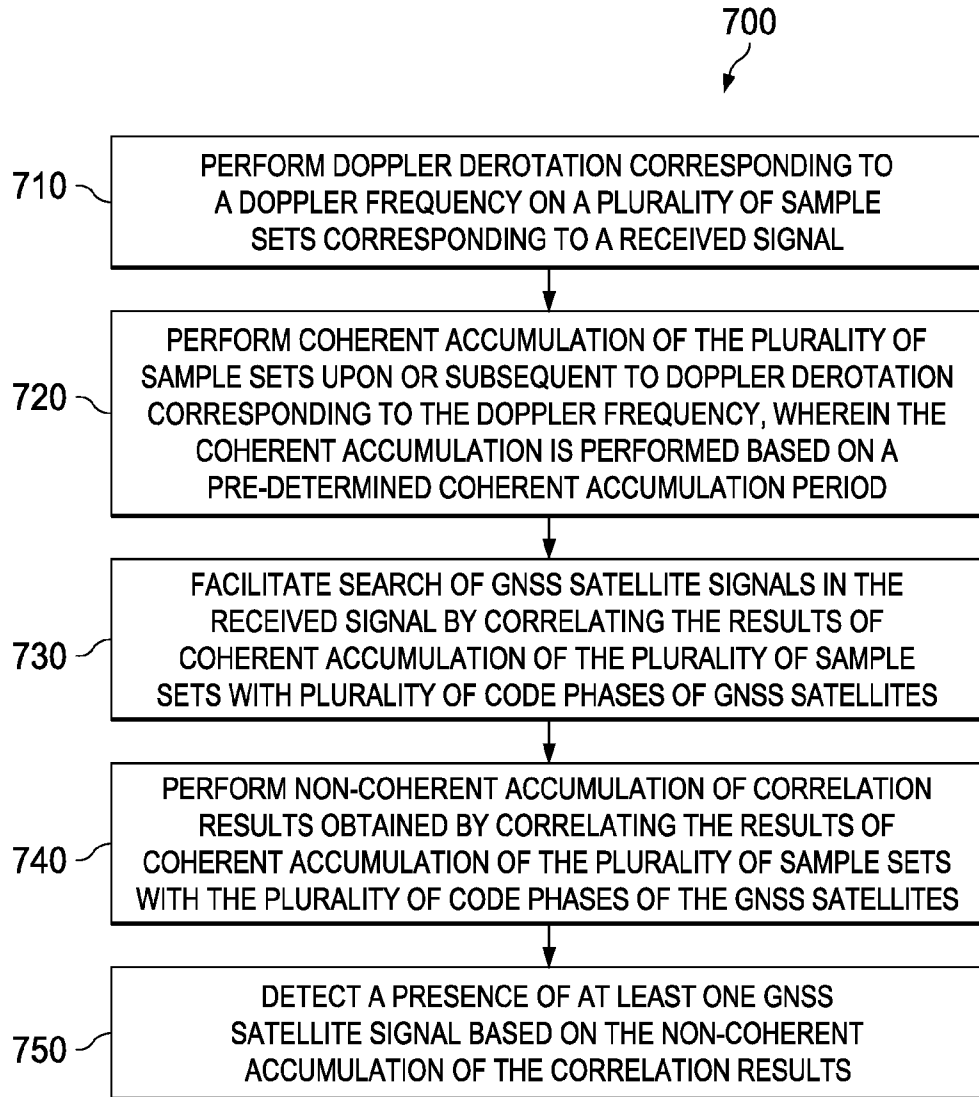 700
710
PERFORM DOPPLER DEROTATION CORRESPONDING TO
A DOPPLER FREQUENCY ON A PLURALITY OF SAMPLE
SETS CORRESPONDING TO A RECEIVED SIGNAL
720
PERFORM COHERENT ACCUMULATION OF THE PLURALITY OF
SAMPLE SETS UPON OR SUBSEQUENT TO DOPPLER DEROTATION
CORRESPONDING TO THE DOPPLER FREQUENCY, WHEREIN THE
COHERENT ACCUMULATION IS PERFORMED BASED ON A
PRE-DETERMINED COHERENT ACCUMULATION PERIOD
730
FACILITATE SEARCH OF GNSS SATELLITE SIGNALS IN THE
RECEIVED SIGNAL BY CORRELATING THE RESULTS OF
COHERENT ACCUMULATION OF THE PLURALITY OF SAMPLE
SETS WITH PLURALITY OF CODE PHASES OF GNSS SATELLITES
740
PERFORM NON-COHERENT ACCUMULATION OF CORRELATION
RESULTS OBTAINED BY CORRELATING THE RESULTS OF
COHERENT ACCUMULATION OF THE PLURALITY OF SAMPLE SETS
WITH THE PLURALITY OF CODE PHASES OF THE GNSS SATELLITES
750
DETECT A PRESENCE OF AT LEAST ONE GNSS
SATELLITE SIGNAL BASED ON THE NON-COHERENT
ACCUMULATION OF THE CORRELATION RESULTS